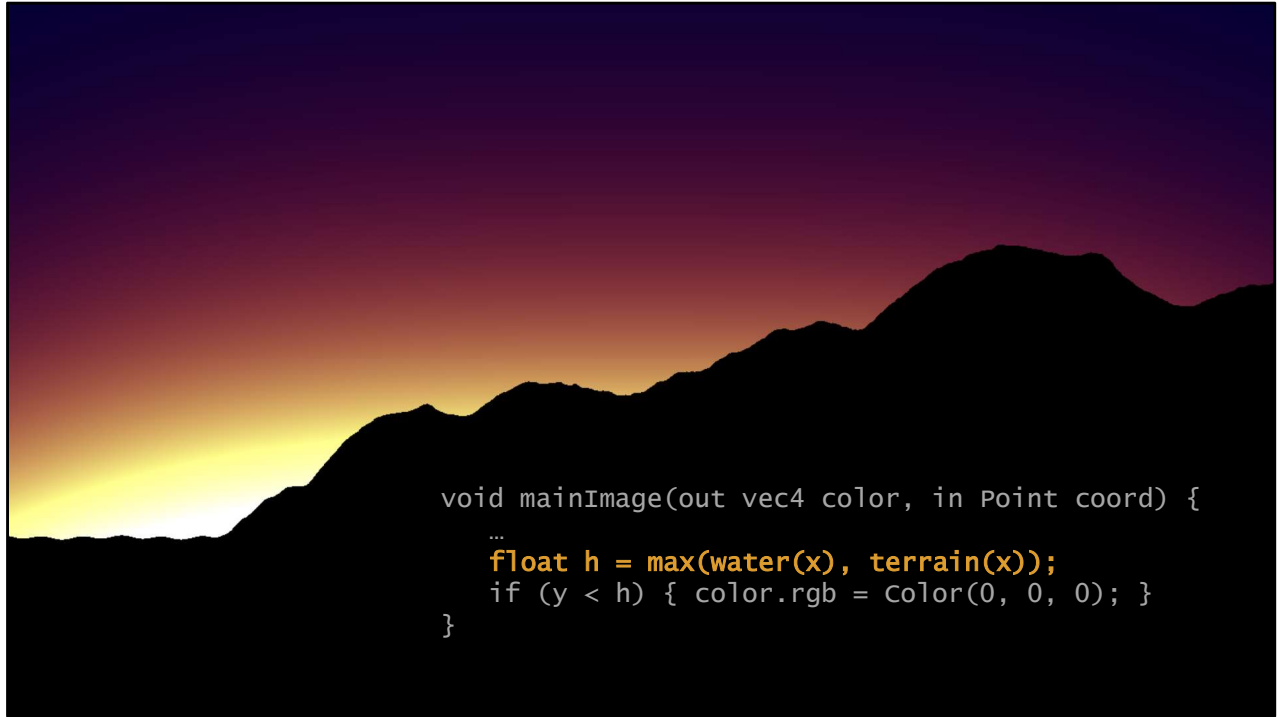 void mainImage(out vec4 color, in Point coord) {
…
float h = max(water(x), terrain(x));
if (y < h) { color.rgb = Color(0, 0, 0); }
}